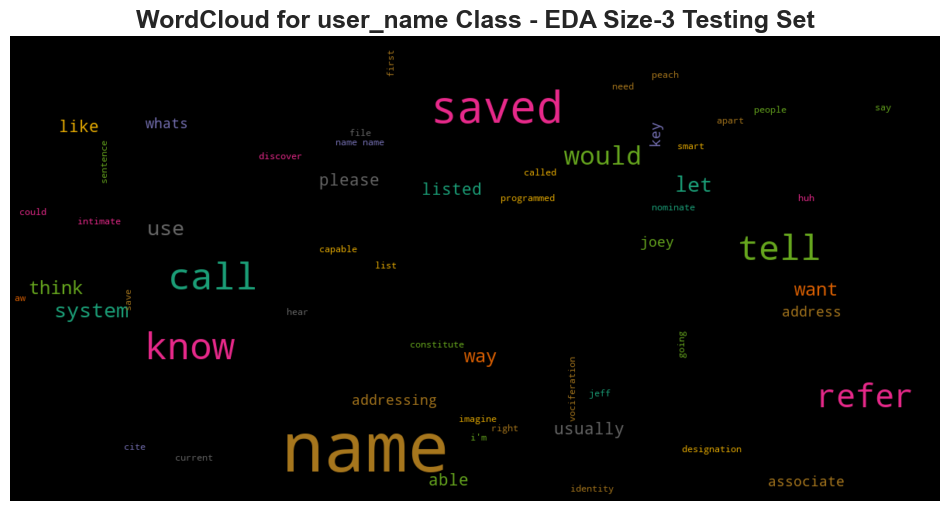 WordCloud for user_name Class - EDA Size-3 Testing Set
first
peach
need
saved
people
say
like
whats
apart
file
key
name name
sentence
smart
discover
would
called
please
let
listed
programmed
huh
nominate
could
intimate
use
joey
tell
capable
list
call
think
want
aw
save
system
address
hear
going
constitute
know
way
vociferation
jeff
refer
addressing
imagine
right
usually
i'm
name
cite
designation
current
able
associate
identity